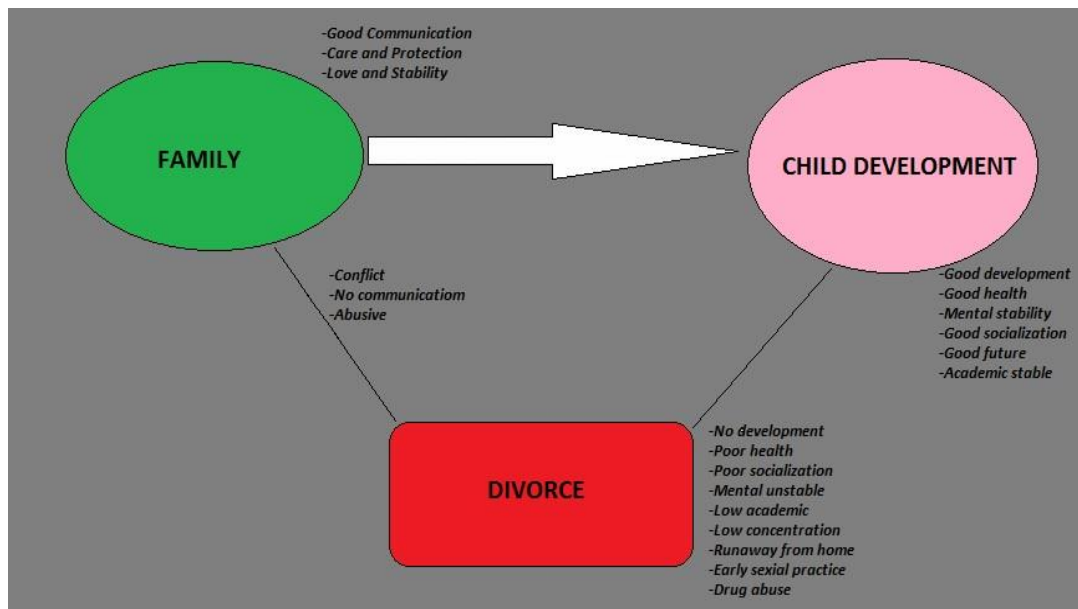 -Good Communication
-Care and Protection
-Love and Stability
FAMILY
CHILD DEVELOPMENT
-Conflict
-No communicatiom
-Abusive
-Good development
-Good health
-Mental stability
-Good socialization
-Good future
-Academic stable
DIVORCE
-No development
-Poor health
-Poor socialization
-Mental unstable
-Low academic
-Low concentration
-Runaway from home
-Early sexial practice
-Drug abuse